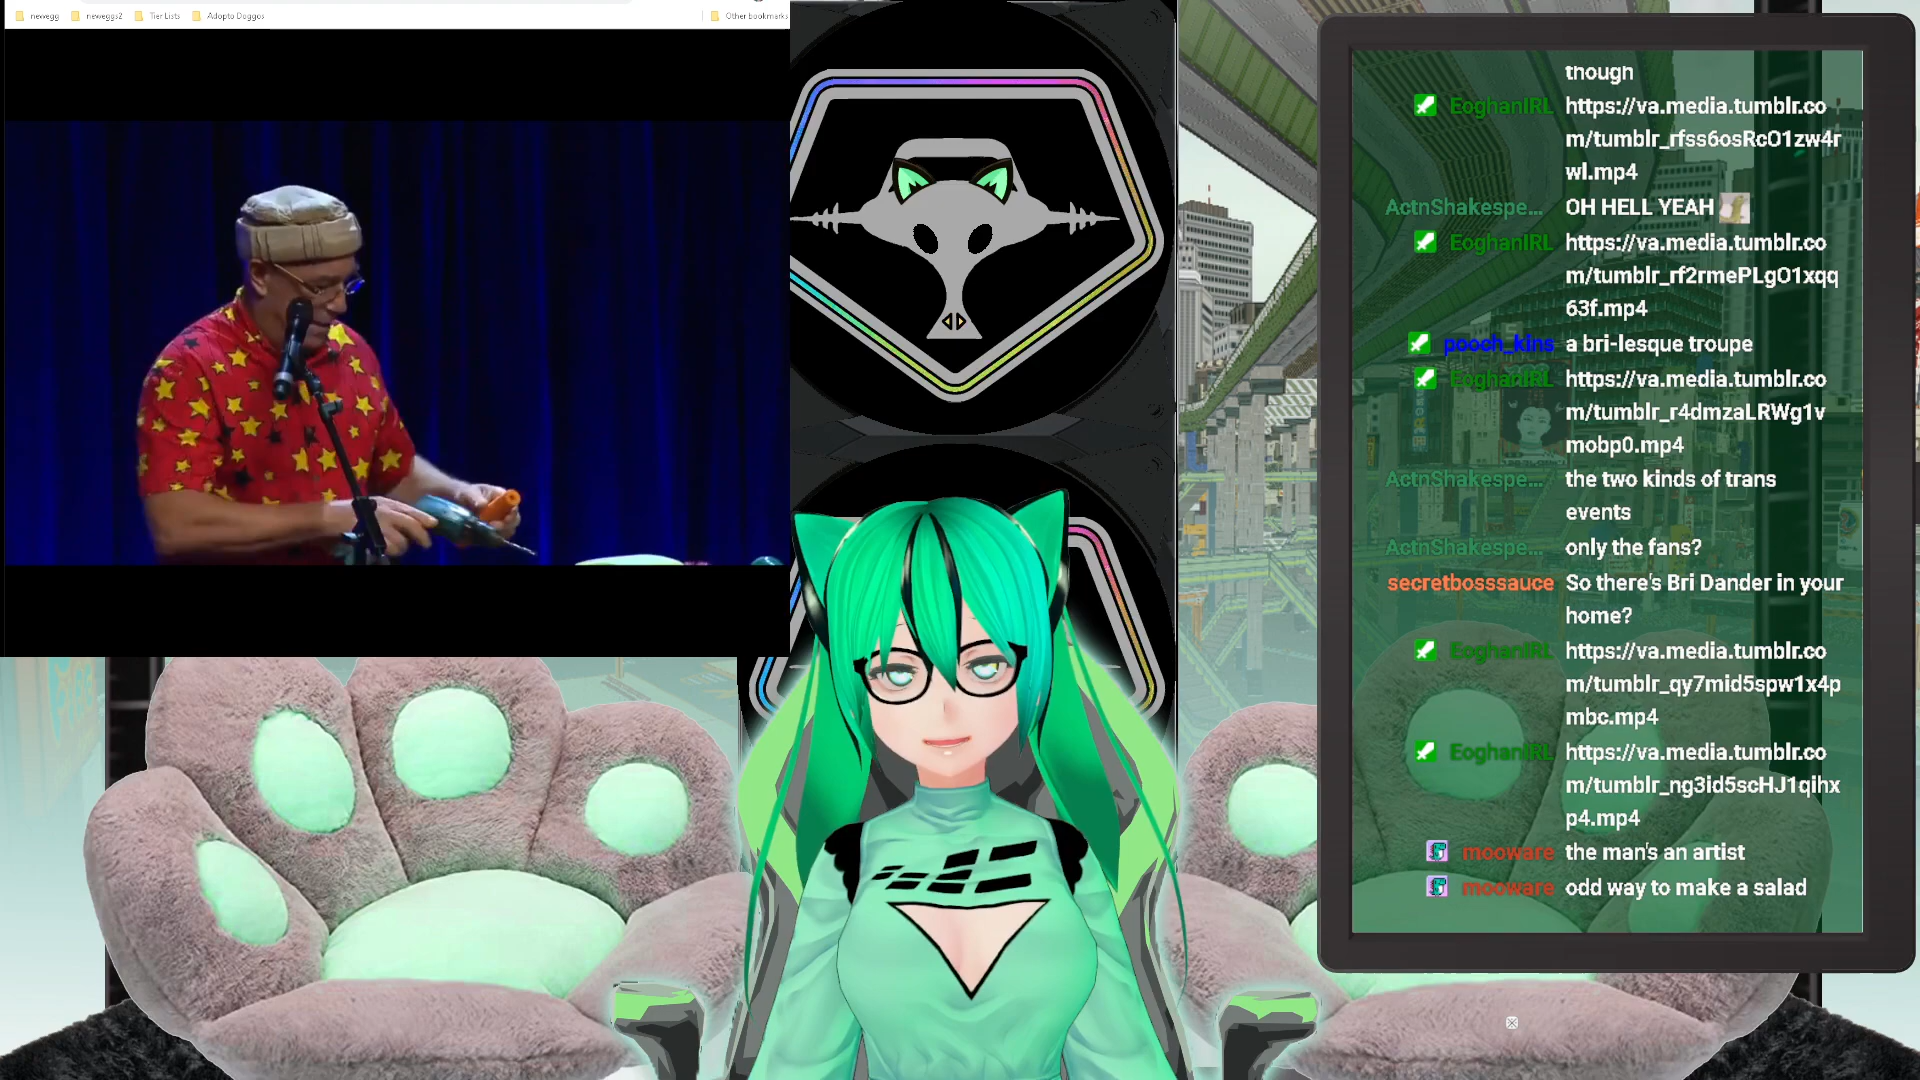 newegg
neweggs2
Tier Lists
Adopto Doggos
Other bookmarks
though
EoghanIRL https://va.media.tumblr.co
m/tumblr_rfss6osRcO1zw4r
wl.mp4
ActnShakespe... OH HELL YEAH
EoghanIRL https://va.media.tumblr.co
m/tumblr_rf2rmePLgO1xqq
63f.mp4
pooch_kins a bri-lesque troupe
EoghanIRL https://va.media.tumblr.co
m/tumblr_r4dmzaLRWg1v
mobp0.mp4
ActnShakespe... the two kinds of trans
events
ActnShakespe... only the fans?
secretbosssauce So there's Bri Dander in your
home?
EoghanIRL https://va.media.tumblr.co
m/tumblr_qy7mid5spw1x4p
mbc.mp4
EoghanIRL https://va.media.tumblr.co
m/tumblr_ng3id5scHJ1qihx
p4.mp4
mooware the man's an artist
mooware odd way to make a salad